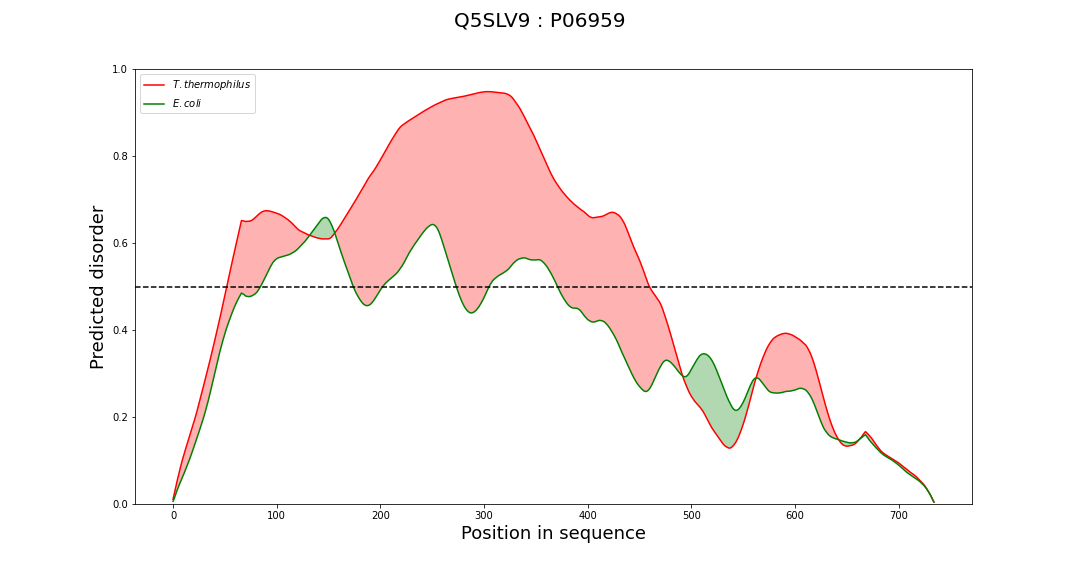 Q5SLV9 : P06959
T. thermophilus
E. coli
Predicted disorder
1.0
0.8
0.6
0.4
0.2
0.0
0 100 200 300 400 500 600 700
Position in sequence